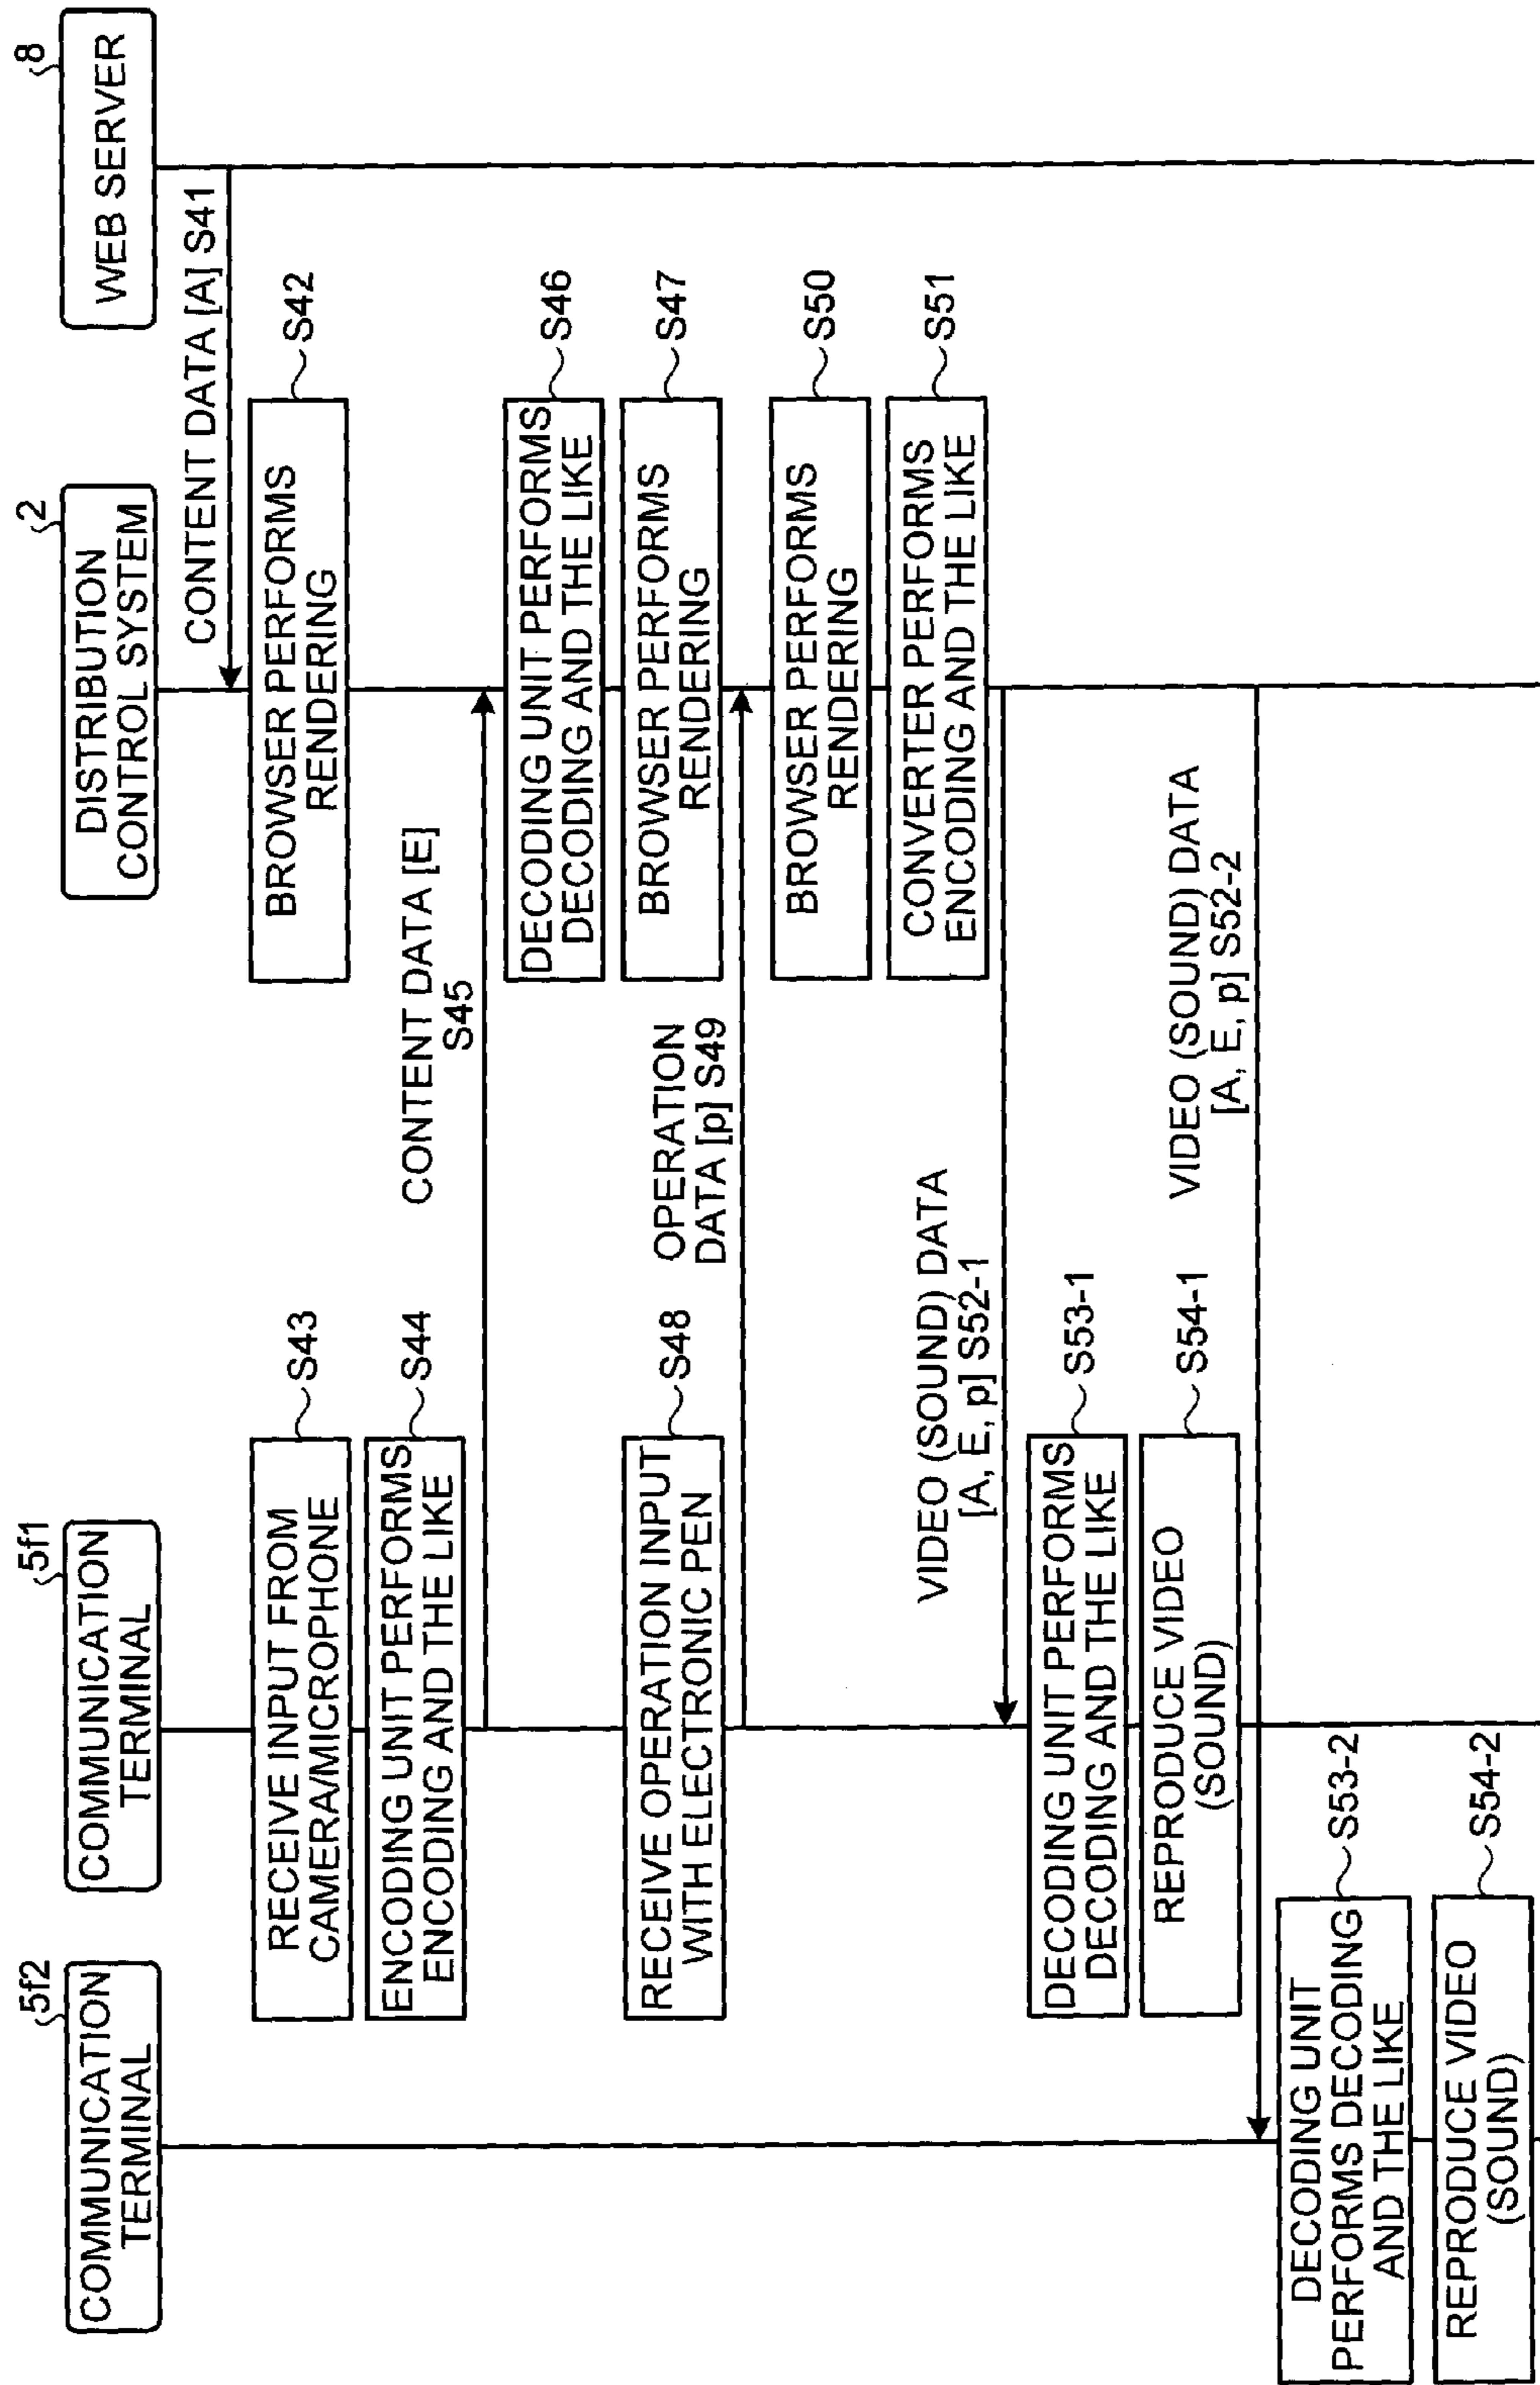 COMMUNICATION
TERMINAL
5f2
COMMUNICATION
TERMINAL
5f1
DISTRIBUTION
CONTROL SYSTEM
2
WEB SERVER
8
CONTENT DATA [A] S41
BROWSER PERFORMS
RENDERING
S42
RECEIVE INPUT FROM
CAMERA/MICROPHONE
S43
ENCODING UNIT PERFORMS
ENCODING AND THE LIKE
S44
CONTENT DATA [E]
S45
DECODING UNIT PERFORMS
DECODING AND THE LIKE
S46
BROWSER PERFORMS
RENDERING
S47
RECEIVE OPERATION INPUT
WITH ELECTRONIC PEN
S48
OPERATION
DATA [p] S49
BROWSER PERFORMS
RENDERING
S50
CONVERTER PERFORMS
ENCODING AND THE LIKE
S51
VIDEO (SOUND) DATA
[A, E, p] S52-1
DECODING UNIT PERFORMS
DECODING AND THE LIKE
S53-1
REPRODUCE VIDEO
(SOUND)
S54-1
VIDEO (SOUND) DATA
[A, E, p] S52-2
DECODING UNIT
PERFORMS DECODING
AND THE LIKE
S53-2
REPRODUCE VIDEO
(SOUND)
S54-2